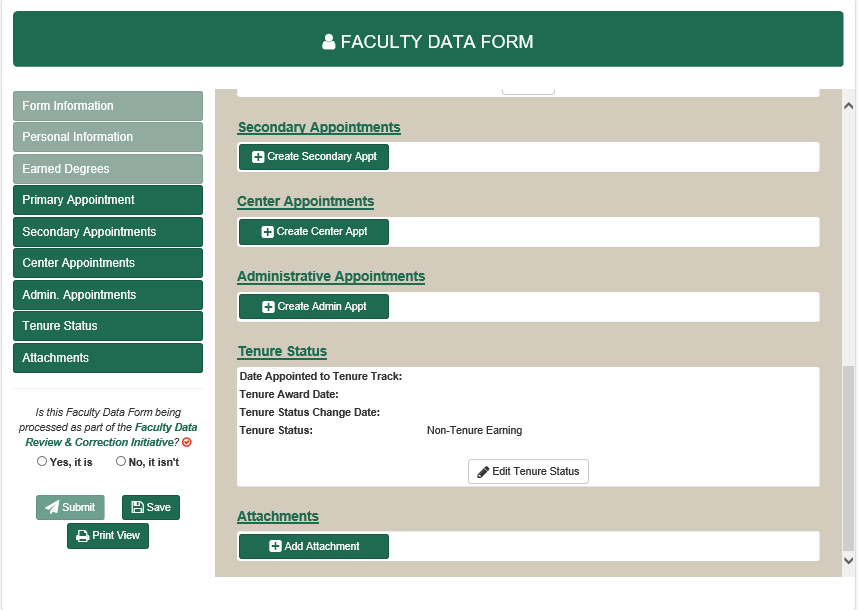 FACULTY DATA FORM
Form Information
Personal Information
Earned Degrees
Primary Appointment
Secondary Appointments
Center Appointments
Admin. Appointments
Tenure Status
Attachments
Is this Faculty Data Form being
processed as part of the Faculty Data
Review & Correction Initiative?
Yes, it is No, it isn't
Submit Save
Print View
Secondary Appointments
Create Secondary Appt
Center Appointments
Create Center Appt
Administrative Appointments
Create Admin Appt
Tenure Status
Date Appointed to Tenure Track:
Tenure Award Date:
Tenure Status Change Date:
Tenure Status: Non-Tenure Earning
Edit Tenure Status
Attachments
Add Attachment